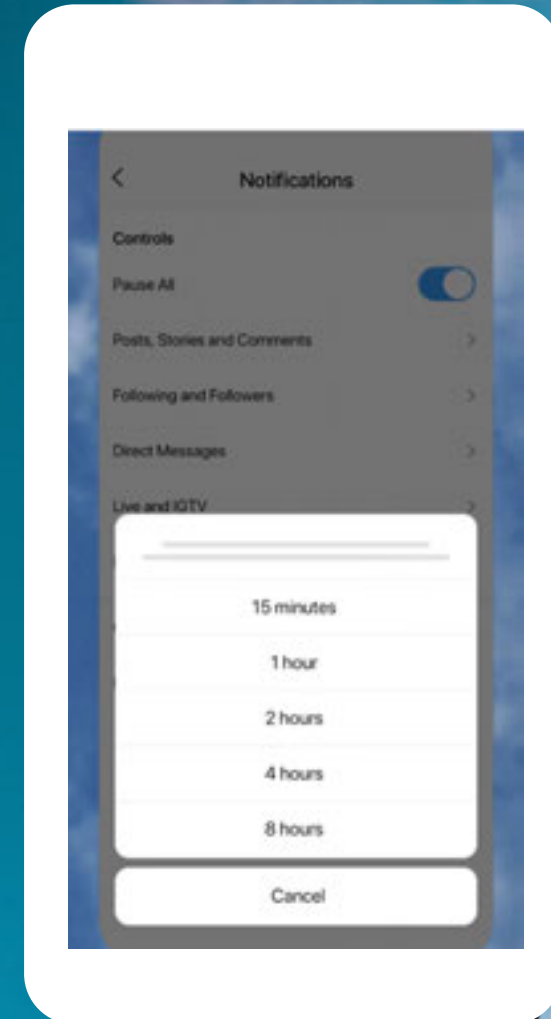 Notifications
Controls
Pause All
Posts, Stories and Comments
Following and Followers
Direct Messages
Live and IGTV
15 minutes
1 hour
2 hours
4 hours
8 hours
Cancel